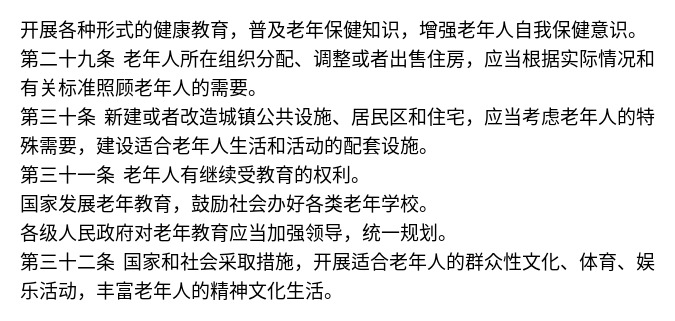 开展各种形式的健康教育，普及老年保健知识，增强老年人自我保健意识。
第二十九条 老年人所在组织分配、调整或者出售住房，应当根据实际情况和
有关标准照顾老年人的需要。
第三十条 新建或者改造城镇公共设施、居民区和住宅，应当考虑老年人的特
殊需要，建设适合老年人生活和活动的配套设施。
第三十一条 老年人有继续受教育的权利。
国家发展老年教育，鼓励社会办好各类老年学校。
各级人民政府对老年教育应当加强领导，统一规划。
第三十二条 国家和社会采取措施，开展适合老年人的群众性文化、体育、娱
乐活动，丰富老年人的精神文化生活。